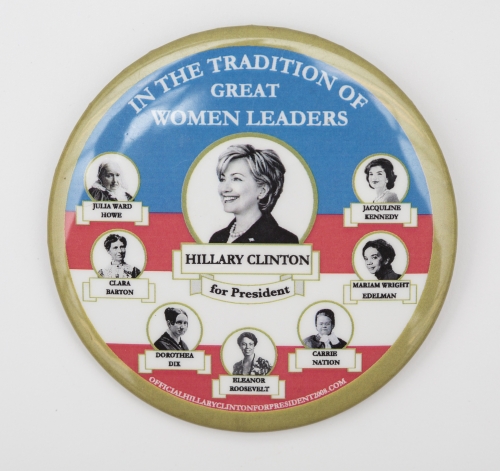 IN THE TRADITION OF
GREAT
WOMEN LEADERS
JULIA WARD
HOWE
JACQULINE
KENNEDY
HILLARY CLINTON
for President
CLARA
BARTON
MARIAM WRIGHT
EDELMAN
DOROTHEA
DIX
CARRIE
NATION
ELEANOR
ROOSEVELT
OFFICIALHILLARYCLINTONFORPRESIDENT2008.COM